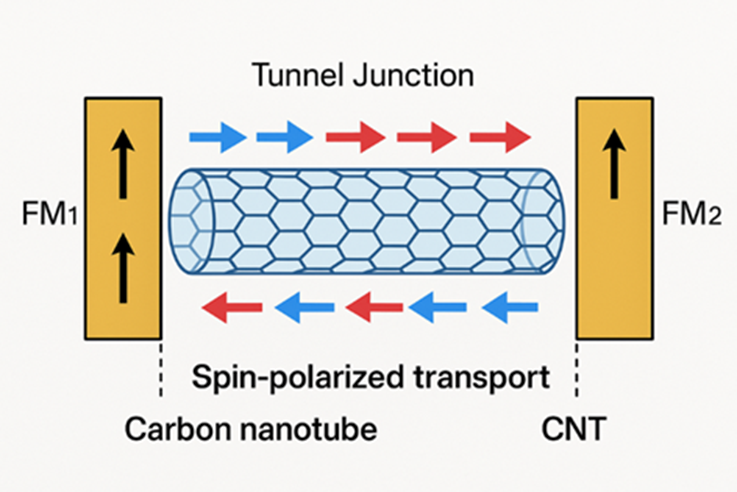 Tunnel Junction
FM₁
FM₂
Spin-polarized transport
Carbon nanotube
CNT